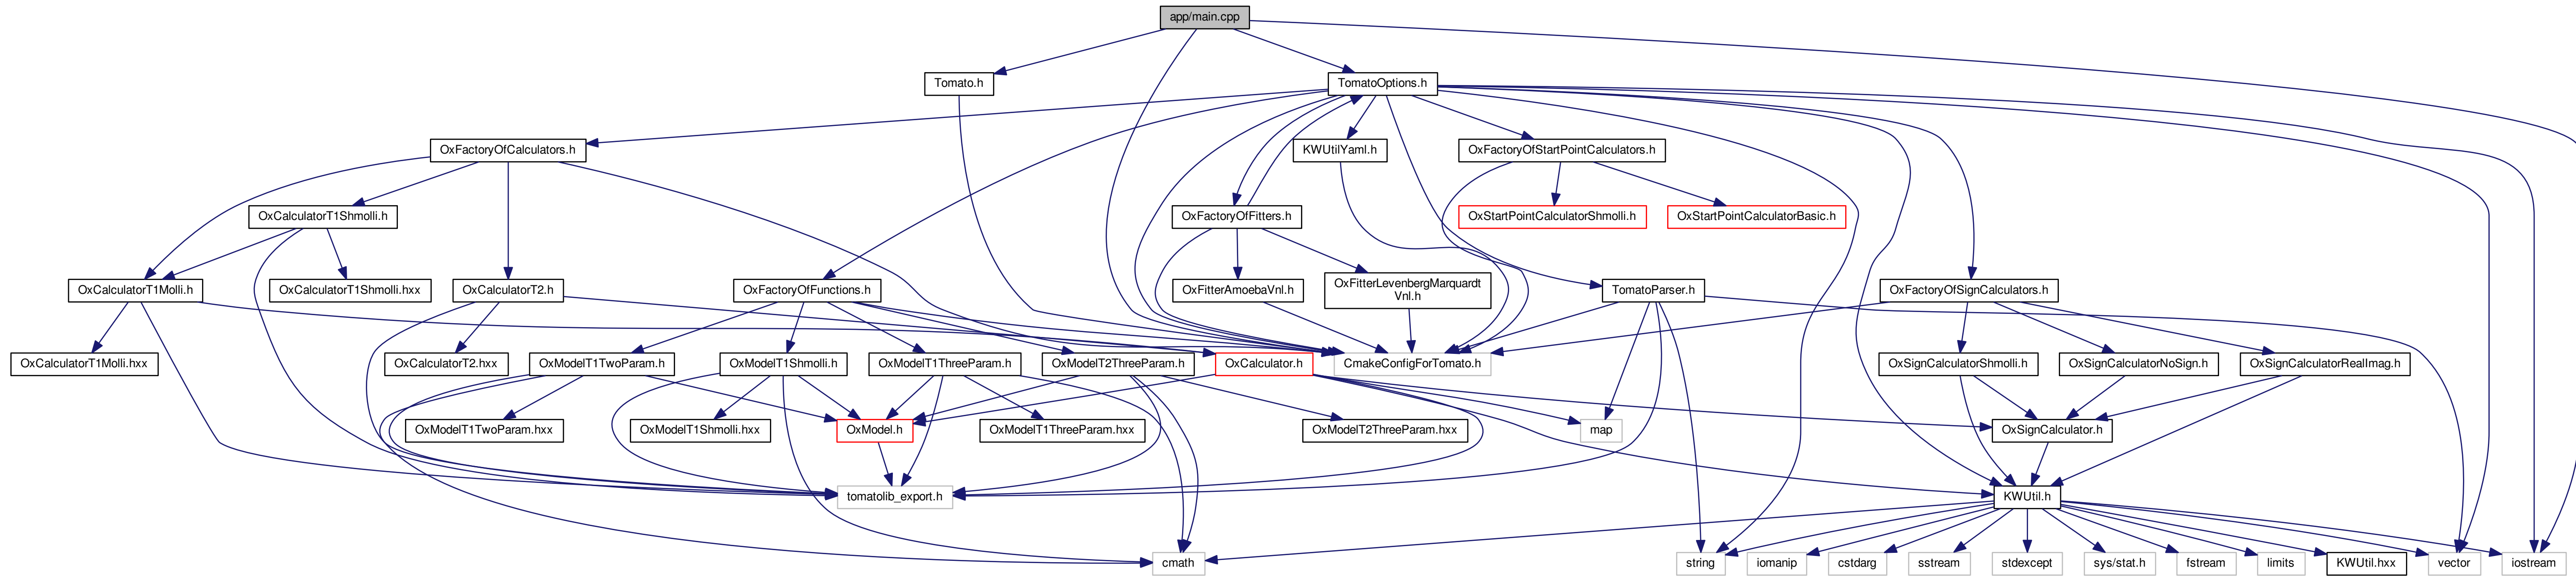 app/main.cpp
Tomato.h
TomatoOptions.h
OxFactoryOfCalculators.h
KWUtilYaml.h
OxFactoryOfStartPointCalculators.h
OxCalculatorT1Shmolli.h
OxFactoryOfFitters.h
OxStartPointCalculatorShmolli.h
OxStartPointCalculatorBasic.h
OxCalculatorT1Molli.h
OxCalculatorT1Shmolli.hxx
OxCalculatorT2.h
OxFactoryOfFunctions.h
OxFitterAmoebaVnl.h
OxFitterLevenbergMarquardt
Vnl.h
TomatoParser.h
OxFactoryOfSignCalculators.h
OxCalculatorT1Molli.hxx
OxCalculatorT2.hxx
OxModelT1TwoParam.h
OxModelT1Shmolli.h
OxModelT1ThreeParam.h
OxModelT2ThreeParam.h
OxCalculator.h
CmakeConfigForTomato.h
OxSignCalculatorShmolli.h
OxSignCalculatorNoSign.h
OxSignCalculatorRealImag.h
OxModelT1TwoParam.hxx
OxModelT1Shmolli.hxx
OxModel.h
OxModelT1ThreeParam.hxx
OxModelT2ThreeParam.hxx
map
OxSignCalculator.h
tomatolib_export.h
KWUtil.h
cmath
string
iomanip
cstdarg
sstream
stdexcept
sys/stat.h
fstream
limits
KWUtil.hxx
vector
iostream